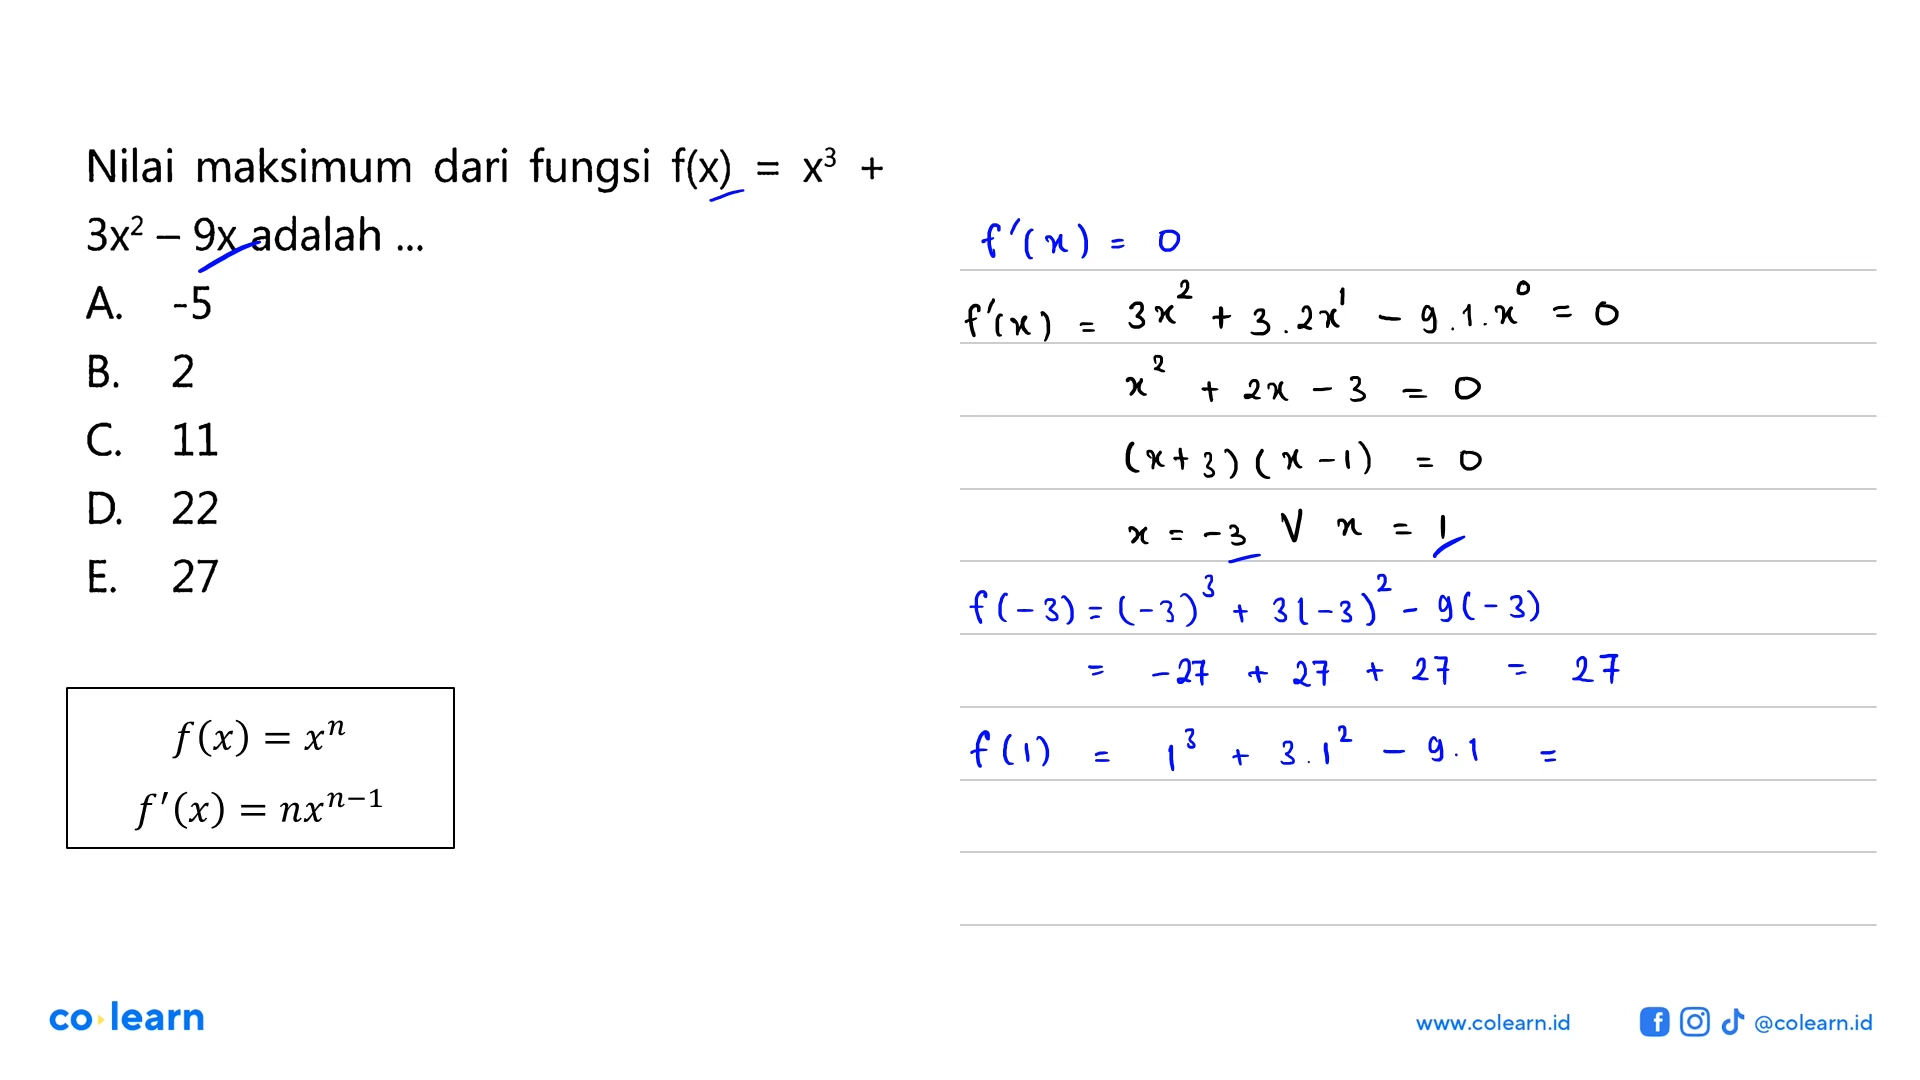 Nilai maksimum dari fungsi f(x) = x³ +
3x² – 9x adalah ...
A. -5
B. 2
C. 11
D. 22
E. 27
f(x) = xⁿ
f′(x) = nxⁿ⁻¹
f′(x) = 0
f′(x) = 3x² + 3.2x¹ – 9.1.x⁰ = 0
x² + 2x – 3 = 0
(x+3)(x–1) = 0
x = –3 V x = 1
f(–3) = (–3)³ + 3(–3)² – 9(–3)
= –27 + 27 + 27 = 27
f(1) = 1³ + 3.1² – 9.1 =
co learn
www.colearn.id
@colearn.id